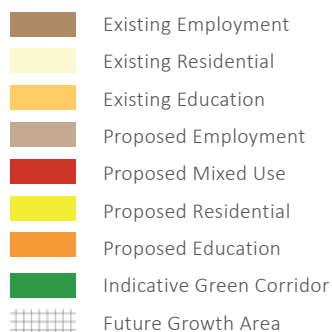 Existing Employment
Existing Residential
Existing Education
Proposed Employment
Proposed Mixed Use
Proposed Residential
Proposed Education
Indicative Green Corridor
Future Growth Area